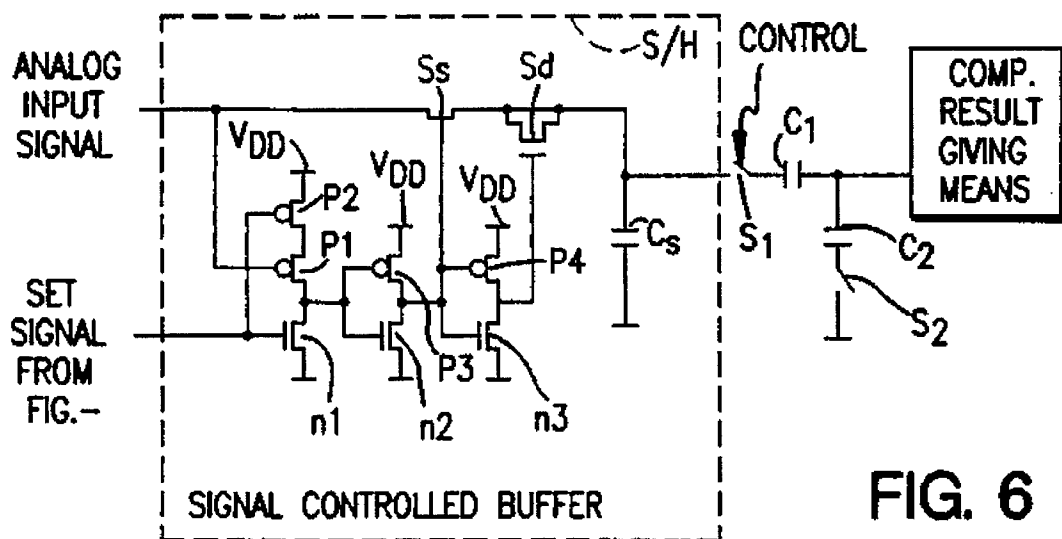 S/H
CONTROL
ANALOG
INPUT
SIGNAL
Ss
Sd
COMP.
RESULT
GIVING
MEANS
C1
VDD
VDD
VDD
P2
P1
P4
Cs
S1
C2
SET
SIGNAL
FROM
FIG.-
P3
S2
n1
n2
n3
SIGNAL CONTROLLED BUFFER
FIG. 6